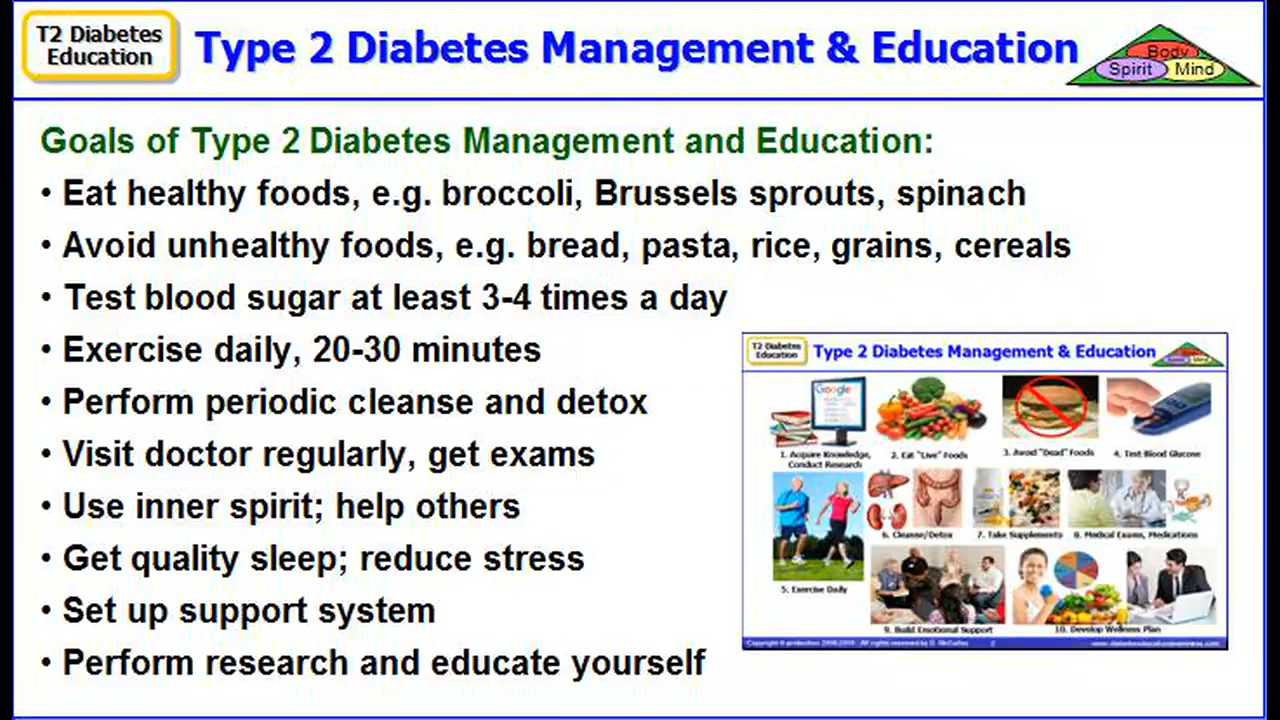 T2 Diabetes
Education
Type 2 Diabetes Management & Education
Body
Spirit Mind
Goals of Type 2 Diabetes Management and Education:
• Eat healthy foods, e.g. broccoli, Brussels sprouts, spinach
• Avoid unhealthy foods, e.g. bread, pasta, rice, grains, cereals
• Test blood sugar at least 3-4 times a day
• Exercise daily, 20-30 minutes
• Perform periodic cleanse and detox
• Visit doctor regularly, get exams
• Use inner spirit; help others
• Get quality sleep; reduce stress
• Set up support system
• Perform research and educate yourself
T2 Diabetes
Education
Type 2 Diabetes Management & Education
Google
1. Acquire Knowledge,
Conduct Research
2. Eat "Live" Foods
3. Avoid "Dead" Foods
4. Test Blood Glucose
5. Exercise Daily
6. Cleanse/Detox
7. Take Supplements
8. Medical Exams, Medications
9. Build Emotional Support
10. Develop Wellness Plan